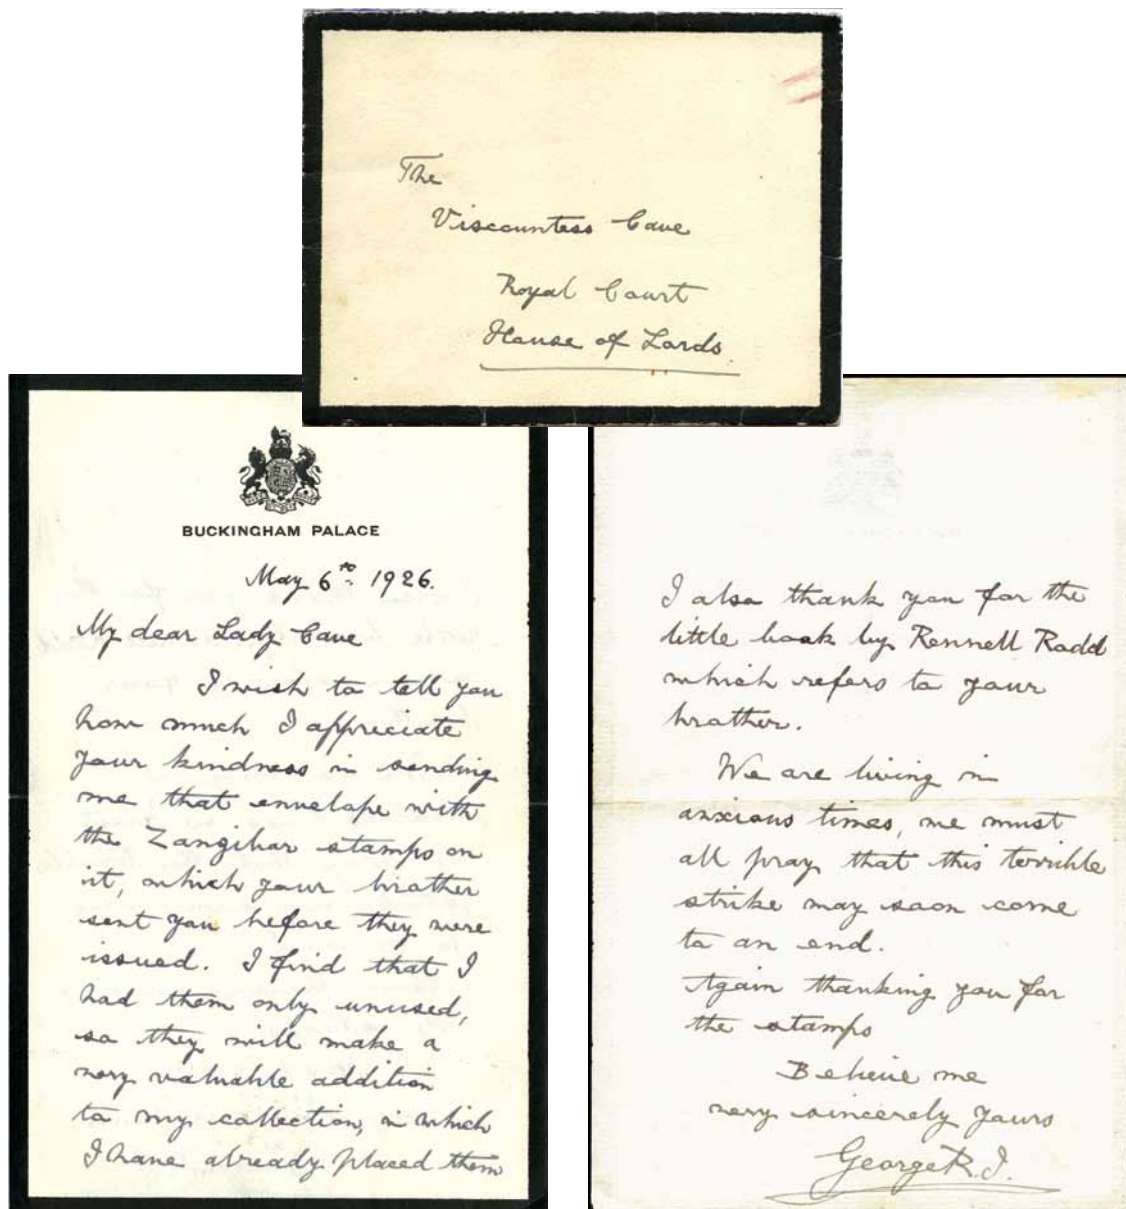 The
Viscountess Cave
Royal Court
House of Lords.
BUCKINGHAM PALACE
May 6th 1926.
My dear Lady Cave
I wish to tell you
how much I appreciate
your kindness in sending
me that envelope with
the Zanzibar stamps on
it, which your brother
sent you before they were
issued. I find that I
had them only unused,
so they will make a
very valuable addition
to my collection, in which
I have already placed them
I also thank you for the
little book by Rennell Rodd
which refers to your
brother.
We are living in
anxious times, we must
all pray that this terrible
strike may soon come
to an end.
Again thanking you for
the stamps
Believe me
very sincerely yours
George R.I.